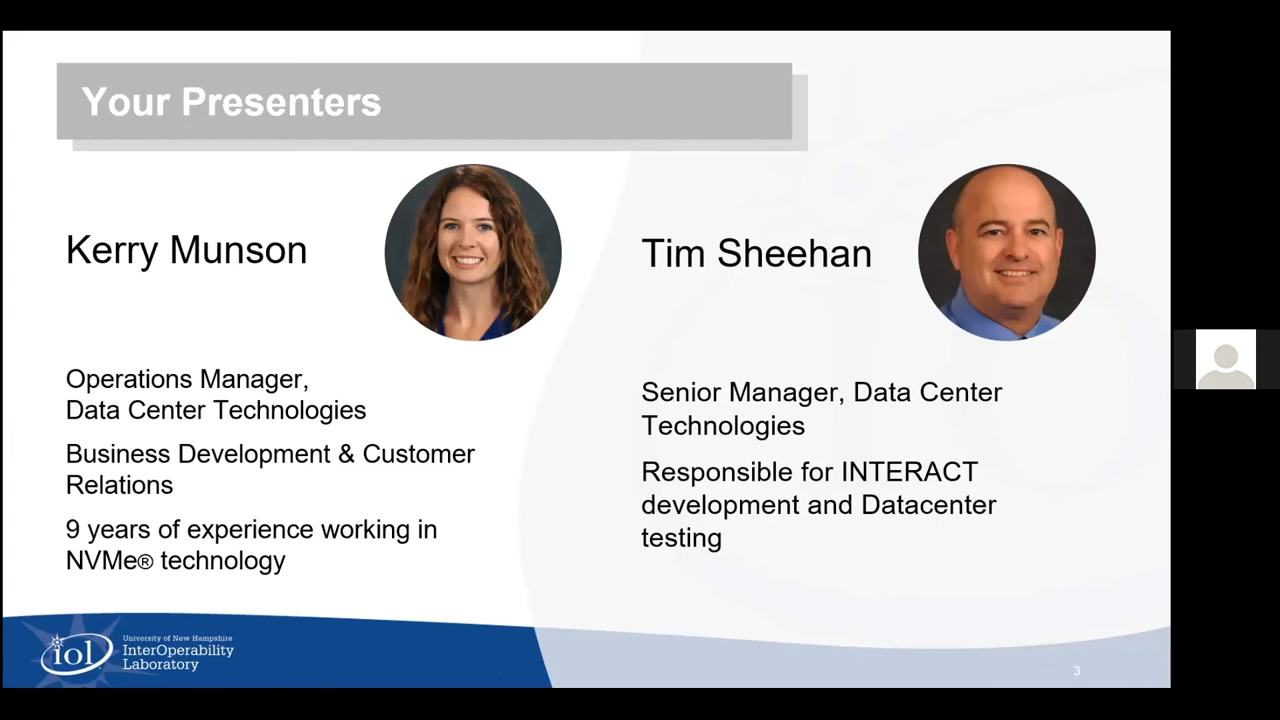 Your Presenters
Kerry Munson
Operations Manager,
Data Center Technologies
Business Development & Customer
Relations
9 years of experience working in
NVMe® technology
Tim Sheehan
Senior Manager, Data Center
Technologies
Responsible for INTERACT
development and Datacenter
testing
iol
University of New Hampshire
InterOperability
Laboratory
3